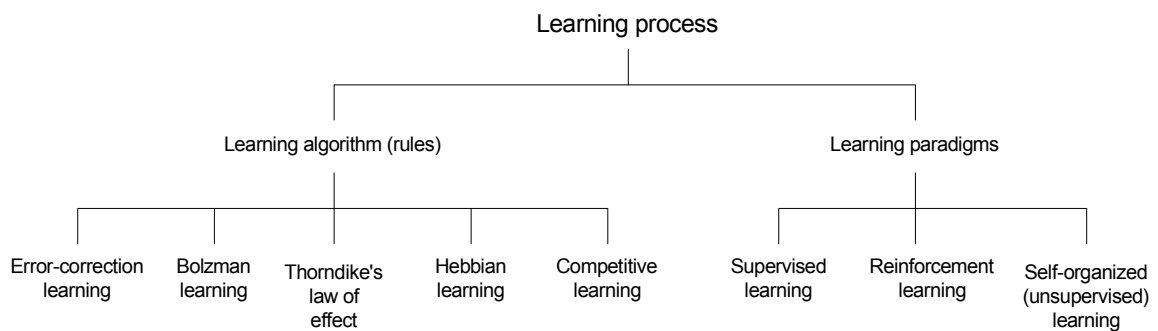 Learning process
Learning algorithm (rules)
Learning paradigms
Error-correction
learning
Bolzman
learning
Thorndike's
law of
effect
Hebbian
learning
Competitive
learning
Supervised
learning
Reinforcement
learning
Self-organized
(unsupervised)
learning